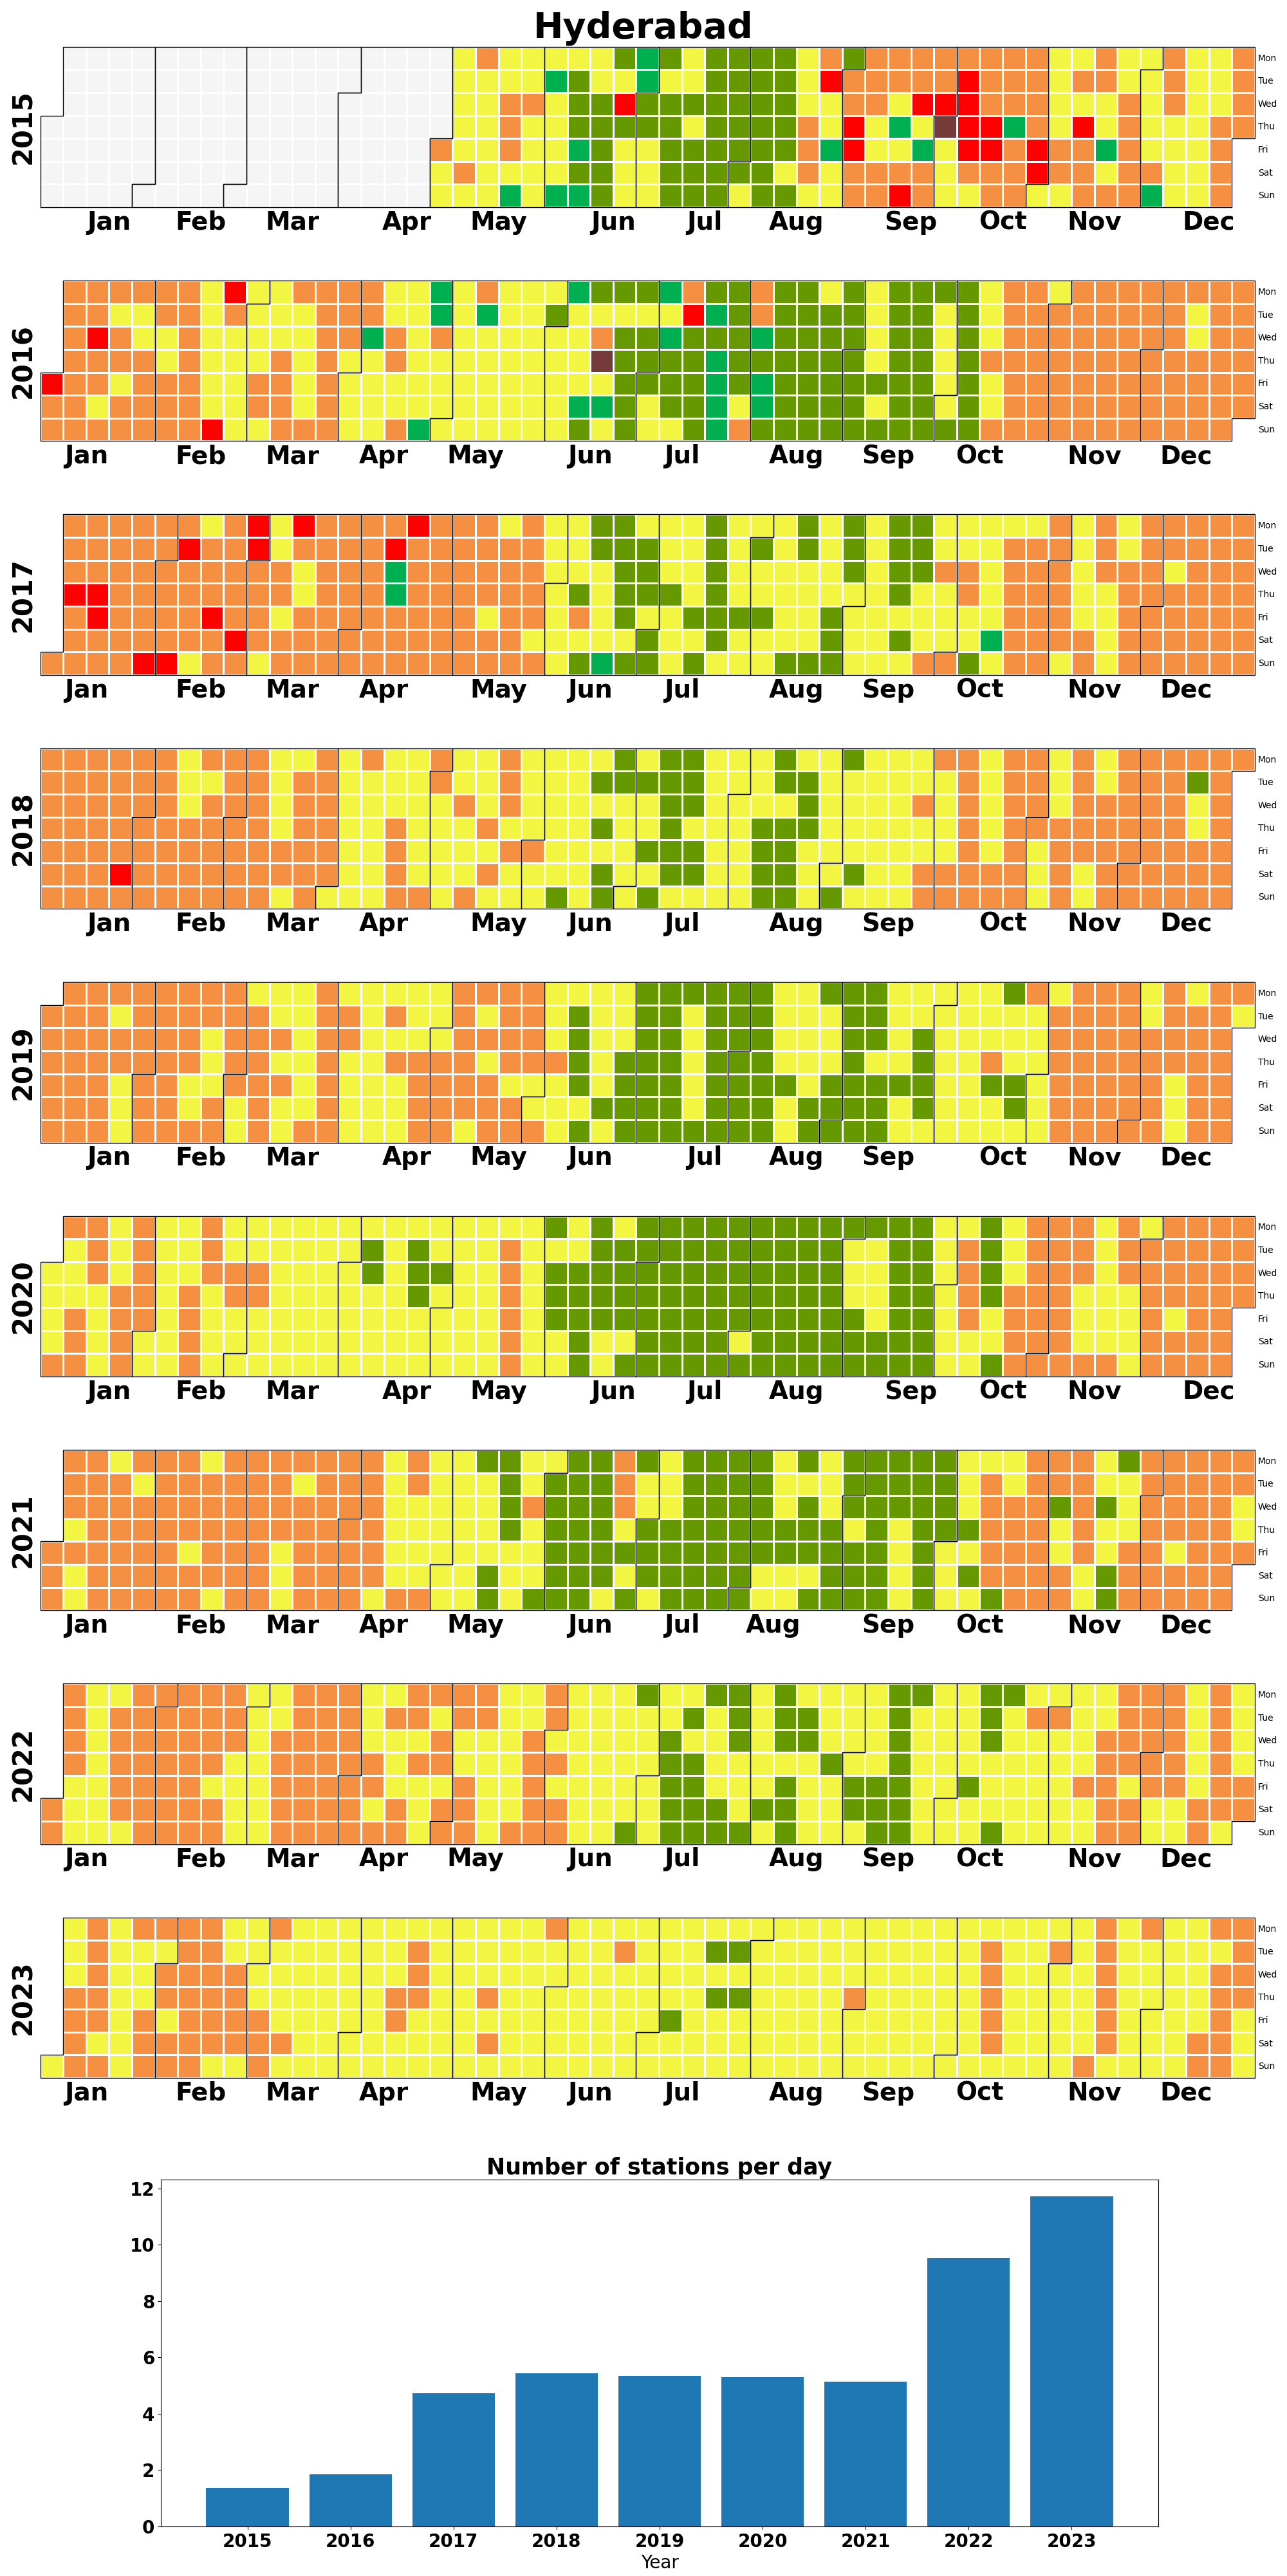 Hyderabad
2015
Mon
Tue
Wed
Thu
Fri
Sat
Sun
Jan Feb Mar Apr May Jun Jul Aug Sep Oct Nov Dec
2016
Mon
Tue
Wed
Thu
Fri
Sat
Sun
Jan Feb Mar Apr May Jun Jul Aug Sep Oct Nov Dec
2017
Mon
Tue
Wed
Thu
Fri
Sat
Sun
Jan Feb Mar Apr May Jun Jul Aug Sep Oct Nov Dec
2018
Mon
Tue
Wed
Thu
Fri
Sat
Sun
Jan Feb Mar Apr May Jun Jul Aug Sep Oct Nov Dec
2019
Mon
Tue
Wed
Thu
Fri
Sat
Sun
Jan Feb Mar Apr May Jun Jul Aug Sep Oct Nov Dec
2020
Mon
Tue
Wed
Thu
Fri
Sat
Sun
Jan Feb Mar Apr May Jun Jul Aug Sep Oct Nov Dec
2021
Mon
Tue
Wed
Thu
Fri
Sat
Sun
Jan Feb Mar Apr May Jun Jul Aug Sep Oct Nov Dec
2022
Mon
Tue
Wed
Thu
Fri
Sat
Sun
Jan Feb Mar Apr May Jun Jul Aug Sep Oct Nov Dec
2023
Mon
Tue
Wed
Thu
Fri
Sat
Sun
Jan Feb Mar Apr May Jun Jul Aug Sep Oct Nov Dec
Number of stations per day
12
10
8
6
4
2
0
2015 2016 2017 2018 2019 2020 2021 2022 2023
Year